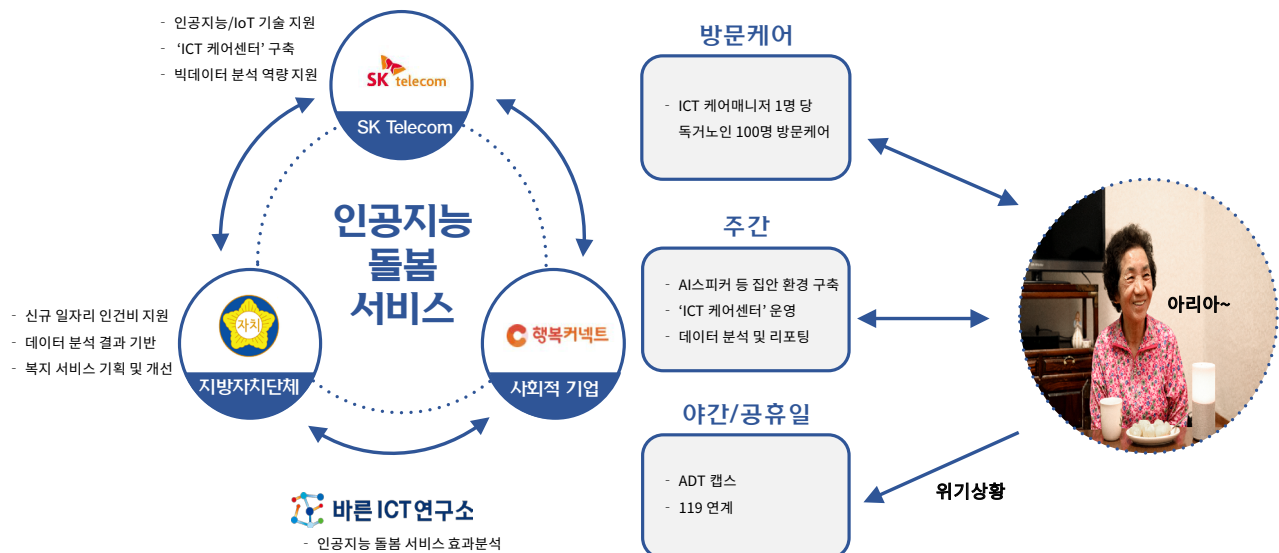 - 인공지능/IoT 기술 지원
- ‘ICT 케어센터’ 구축
- 빅데이터 분석 역량 지원
SK telecom
SK Telecom
인공지능
돌봄
서비스
- 신규 일자리 인건비 지원
- 데이터 분석 결과 기반
- 복지 서비스 기획 및 개선
자치
지방자치단체
행복커넥트
사회적 기업
바른ICT연구소
- 인공지능 돌봄 서비스 효과분석
방문케어
- ICT 케어매니저 1명 당
독거노인 100명 방문케어
주간
- AI스피커 등 집안 환경 구축
- ‘ICT 케어센터’ 운영
- 데이터 분석 및 리포팅
야간/공휴일
- ADT 캡스
- 119 연계
아리아~
위기상황